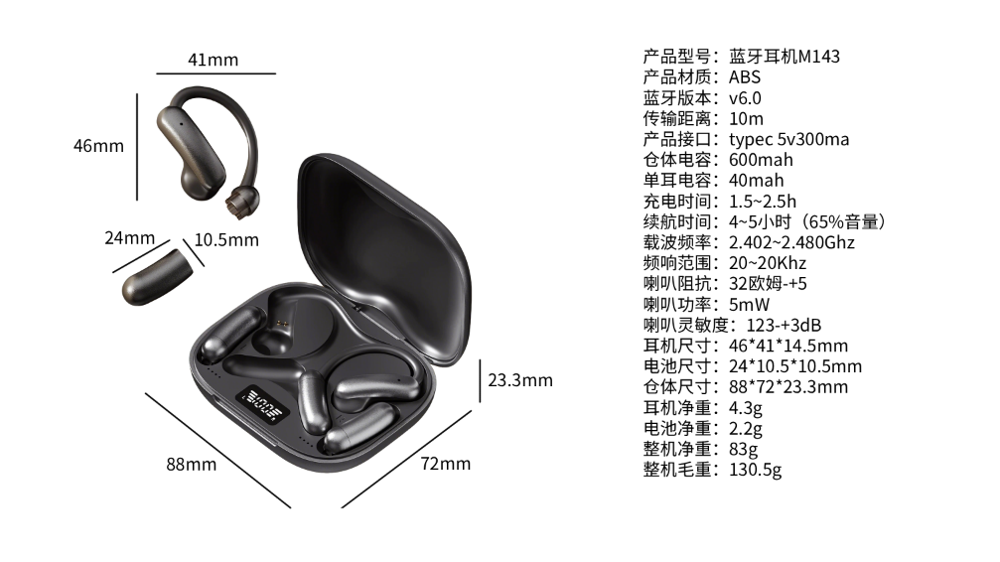 41mm
46mm
24mm
10.5mm
100
23.3mm
88mm
72mm
产品型号：蓝牙耳机M143
产品材质：ABS
蓝牙版本：v6.0
传输距离：10m
产品接口：typec 5v300ma
仓体电容：600mah
单耳电容：40mah
充电时间：1.5~2.5h
续航时间：4~5小时（65%音量）
载波频率：2.402~2.480Ghz
频响范围：20~20Khz
喇叭阻抗：32欧姆-+5
喇叭功率：5mW
喇叭灵敏度：123-+3dB
耳机尺寸：46*41*14.5mm
电池尺寸：24*10.5*10.5mm
仓体尺寸：88*72*23.3mm
耳机净重：4.3g
电池净重：2.2g
整机净重：83g
整机毛重：130.5g